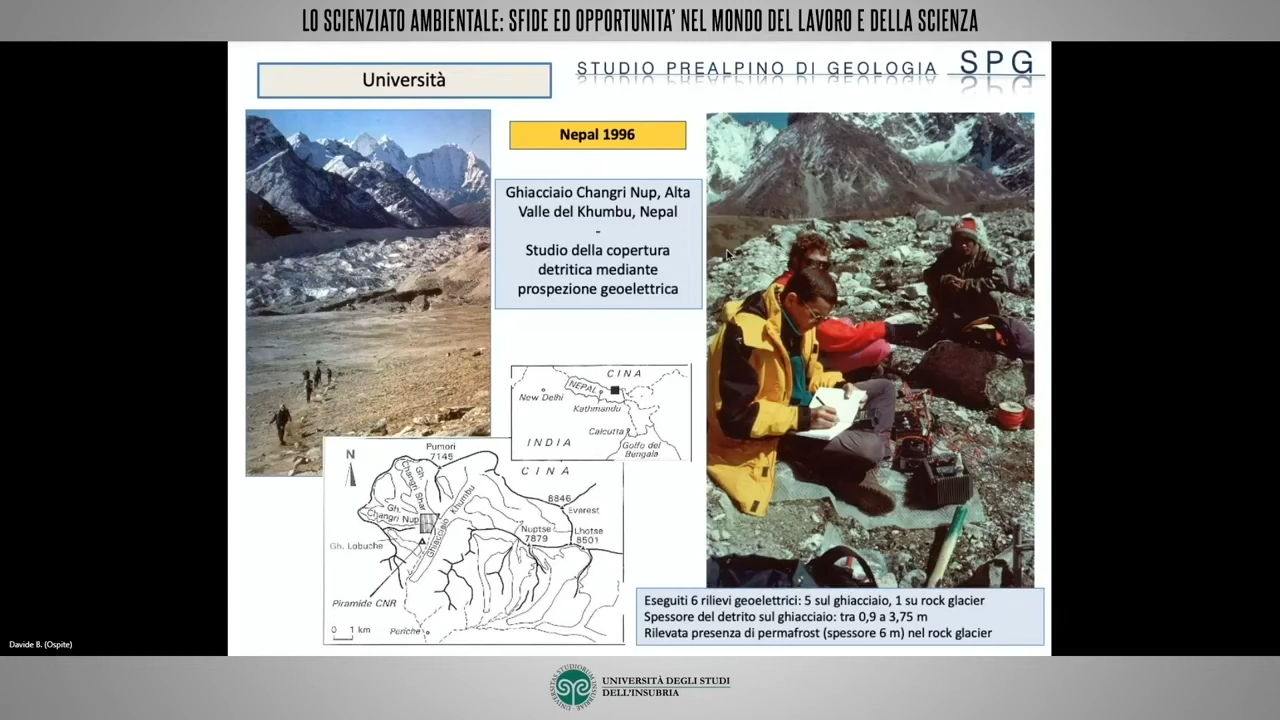 LO SCIENZIATO AMBIENTALE: SFIDE ED OPPORTUNITA' NEL MONDO DEL LAVORO E DELLA SCIENZA
Università
STUDIO PREALPINO DI GEOLOGIA SPG
Nepal 1996
Ghiacciaio Changri Nup, Alta
Valle del Khumbu, Nepal
-
Studio della copertura
detritica mediante
prospezione geoelettrica
CINA
NEPAL
New Delhi
Kathmandu
Calcutta
INDIA
Golfo del
Bengala
N
Pumori
7145
CINA
Gh.
Changri Shar
Gh.
Changri Nup
Ghiacciaio Khumbu
8846
Everest
Nuptse
7879
Lhotse
8501
Gh. Lobuche
Piramide CNR
0 1 km
Periche
Eseguiti 6 rilievi geoelettrici: 5 sul ghiacciaio, 1 su rock glacier
Spessore del detrito sul ghiacciaio: tra 0,9 a 3,75 m
Rilevata presenza di permafrost (spessore 6 m) nel rock glacier
Davide B. (Ospite)
UNIVERSITÀ DEGLI STUDI
DELL'INSUBRIA